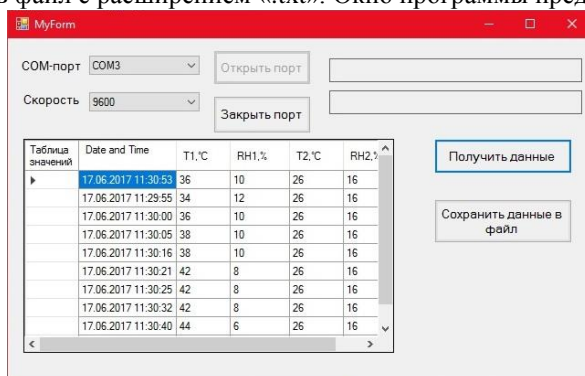 в файл с расширением «.txt». Окно программы пред
MyForm
COM-порт COM3 Открыть порт
Скорость 9600 Закрыть порт
Таблица значений Date and Time T1,°C RH1,% T2,°C RH2,%
17.06.2017 11:30:53 36 10 26 16
17.06.2017 11:29:55 34 12 26 16
17.06.2017 11:30:00 36 10 26 16
17.06.2017 11:30:05 38 10 26 16
17.06.2017 11:30:16 38 10 26 16
17.06.2017 11:30:21 42 8 26 16
17.06.2017 11:30:25 42 8 26 16
17.06.2017 11:30:32 42 8 26 16
17.06.2017 11:30:40 44 6 26 16
Получить данные
Сохранить данные в
файл